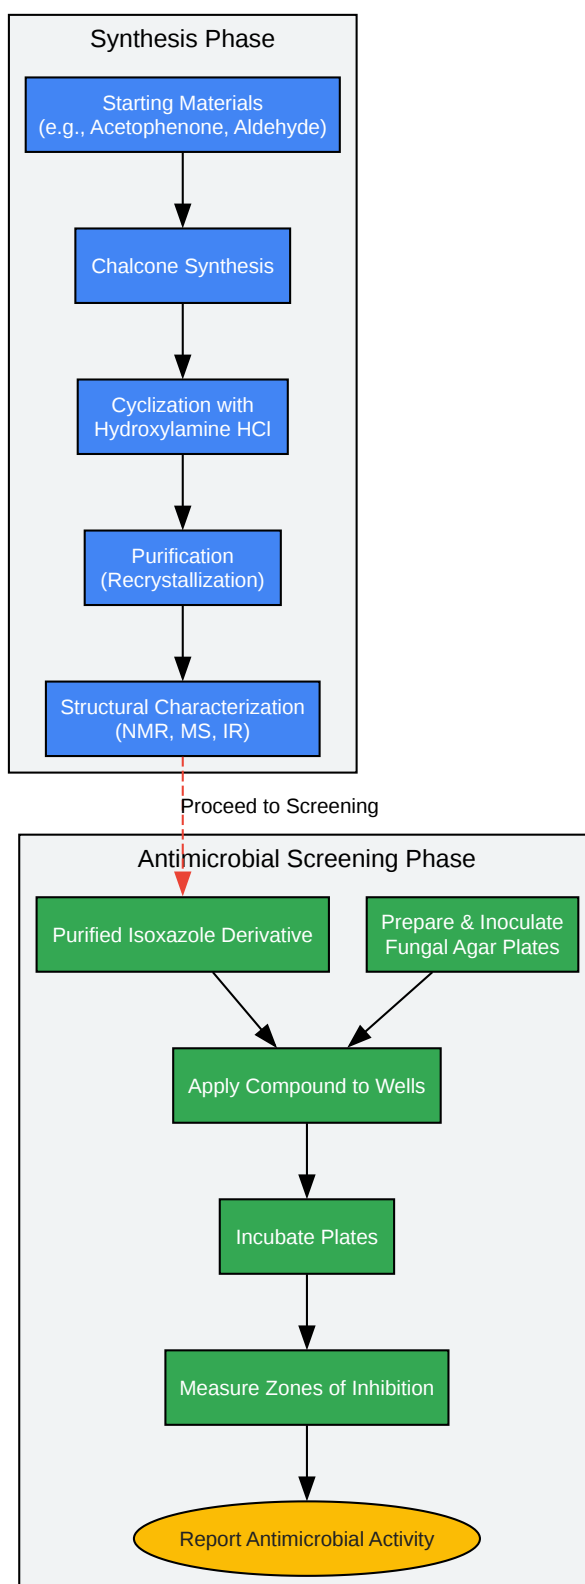 Synthesis Phase
Starting Materials
(e.g., Acetophenone, Aldehyde)
Chalcone Synthesis
Cyclization with
Hydroxylamine HCl
Purification
(Recrystallization)
Structural Characterization
(NMR, MS, IR)
Proceed to Screening
Antimicrobial Screening Phase
Purified Isoxazole Derivative
Prepare & Inoculate
Fungal Agar Plates
Apply Compound to Wells
Incubate Plates
Measure Zones of Inhibition
Report Antimicrobial Activity